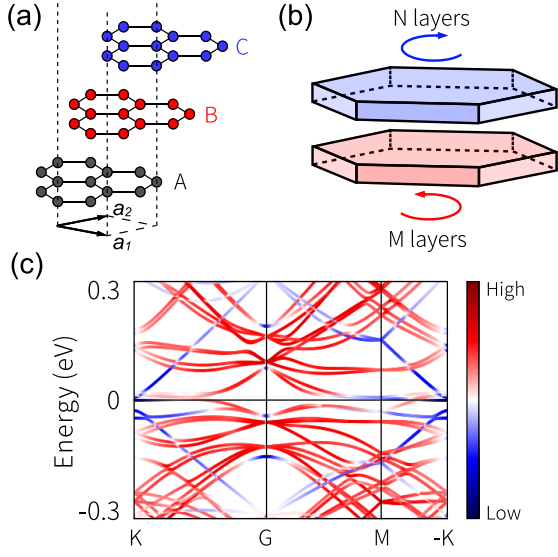 (a)
C
B
A
a2
a1
(b)
N layers
M layers
(c)
Energy (eV)
0.3
0
-0.3
K
G
M
-K
High
Low